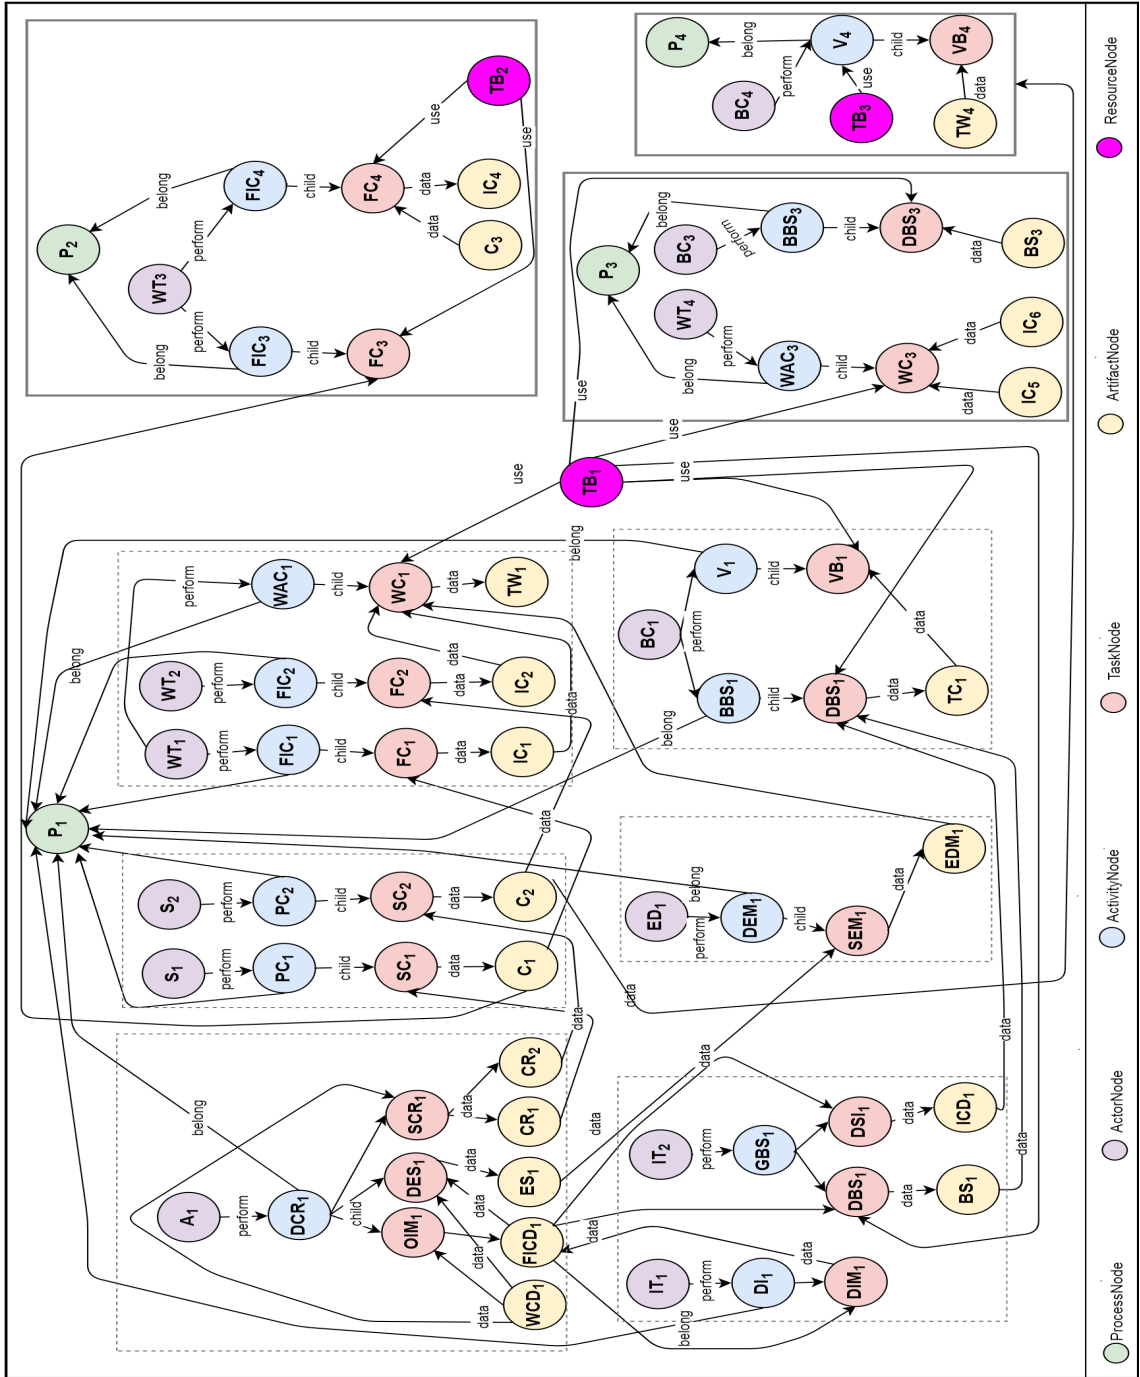 P₁
A₁
perform
belong
DCR₁
child
OIM₁
DES₁
SCR₁
data
data
data
data
data
WCD₁
FICD₁
ES₁
CR₁
CR₂
data
S₁
S₂
perform
perform
PC₁
PC₂
child
child
SC₁
SC₂
data
data
C₁
C₂
data
data
belong
perform
WT₁
WT₂
perform
perform
FIC₁
FIC₂
WAC₁
child
child
child
FC₁
FC₂
WC₁
data
data
data
data
IC₁
IC₂
TW₁
data
belong
use
P₂
belong
belong
WT₃
perform
perform
FIC₃
FIC₄
child
child
FC₃
FC₄
use
data
data
C₃
IC₄
TB₂
use
data
data
data
IT₁
IT₂
perform
perform
belong
DI₁
GBS₁
DIM₁
DBS₁
DSI₁
data
data
data
BS₁
ICD₁
data
data
ED₁
perform
belong
DEM₁
child
SEM₁
data
EDM₁
belong
BC₁
perform
BBS₁
V₁
child
child
DBS₁
VB₁
data
data
TC₁
TB₁
use
use
use
P₃
belong
belong
WT₄
BC₃
perform
perform
WAC₃
BBS₃
child
child
WC₃
DBS₃
data
data
data
IC₅
IC₆
BS₃
P₄
belong
BC₄
perform
V₄
child
VB₄
TB₃
use
TW₄
data
ProcessNode
ActorNode
ActivityNode
TaskNode
ArtifactNode
ResourceNode